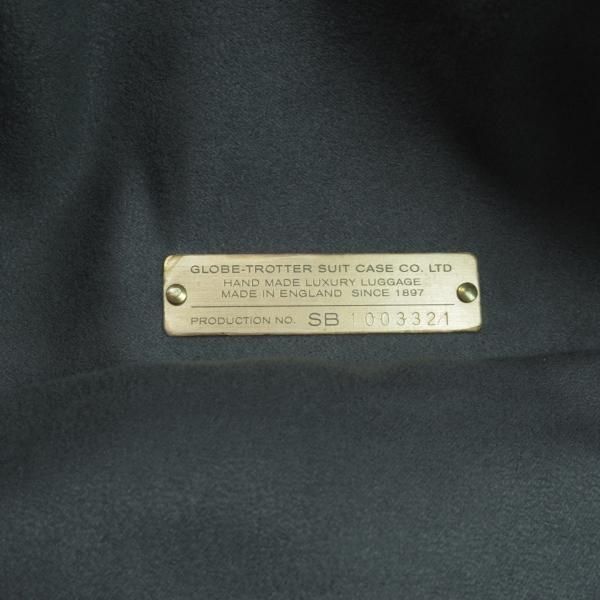 GLOBE-TROTTER SUIT CASE CO. LTD
HAND MADE LUXURY LUGGAGE
MADE IN ENGLAND SINCE 1897
PRODUCTION NO. SB 1003321